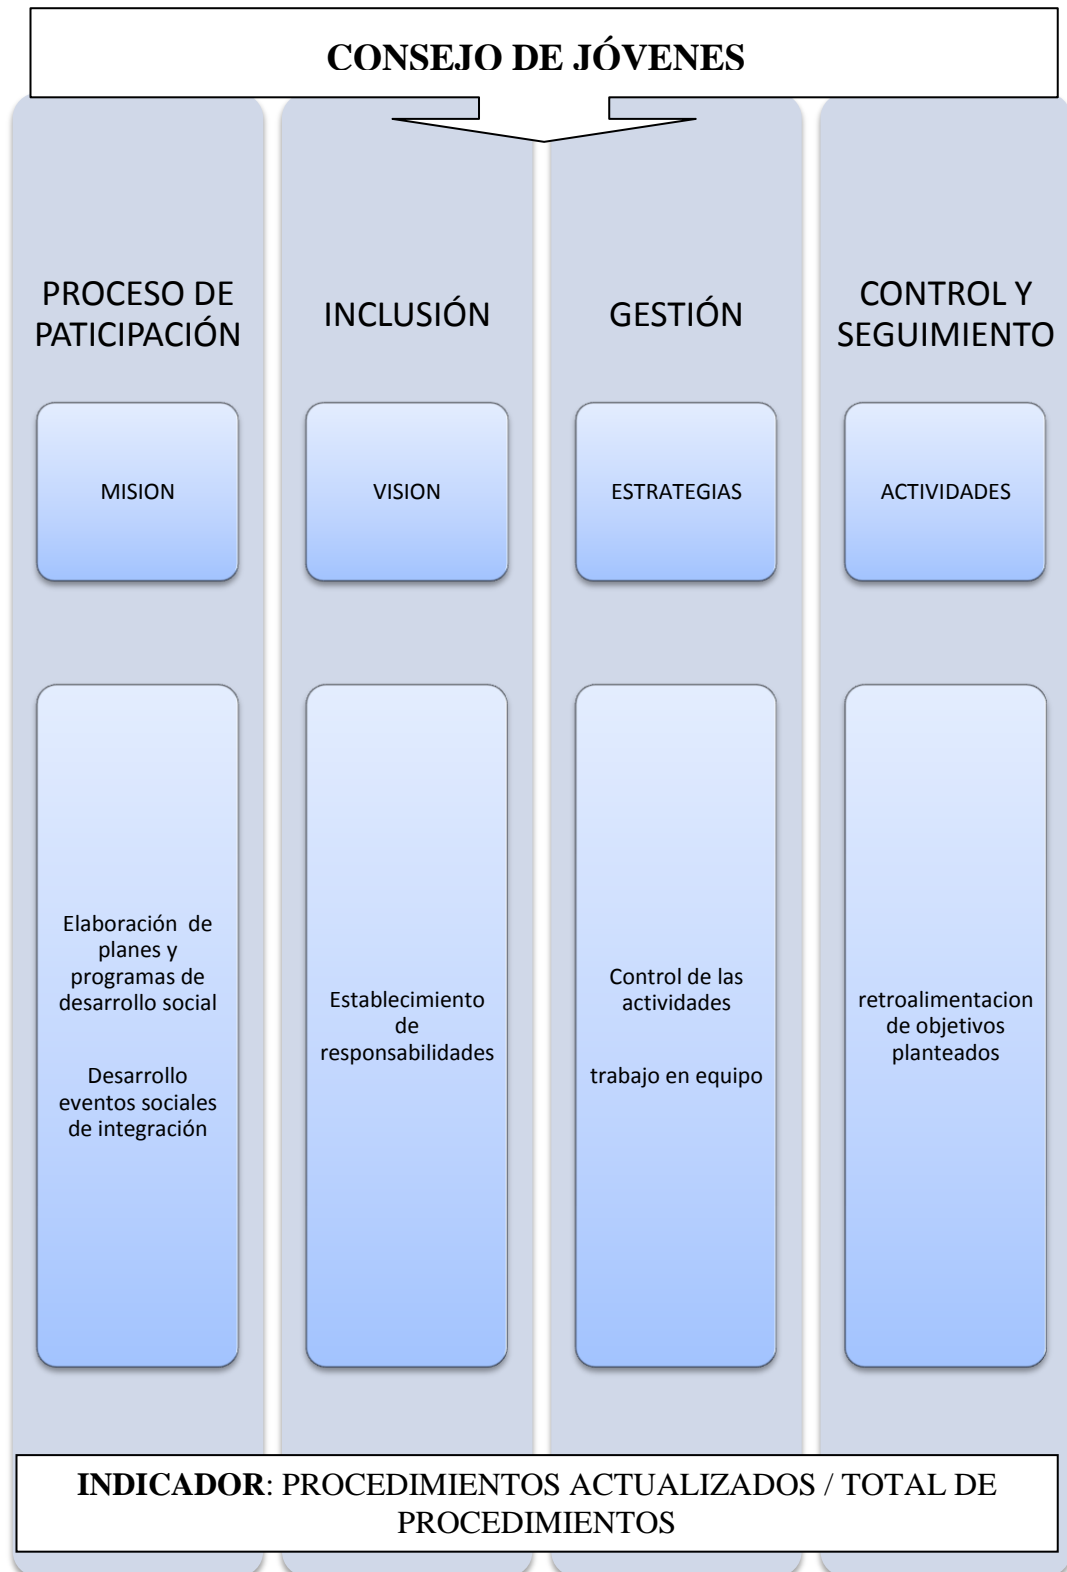 CONSEJO DE JÓVENES
PROCESO DE
PATICIPACIÓN
INCLUSIÓN
GESTIÓN
CONTROL Y
SEGUIMIENTO
MISION
VISION
ESTRATEGIAS
ACTIVIDADES
Elaboración de
planes y
programas de
desarrollo social
Desarrollo
eventos sociales
de integración
Establecimiento
de
responsabilidades
Control de las
actividades
trabajo en equipo
retroalimentacion
de objetivos
planteados
INDICADOR: PROCEDIMIENTOS ACTUALIZADOS / TOTAL DE
PROCEDIMIENTOS